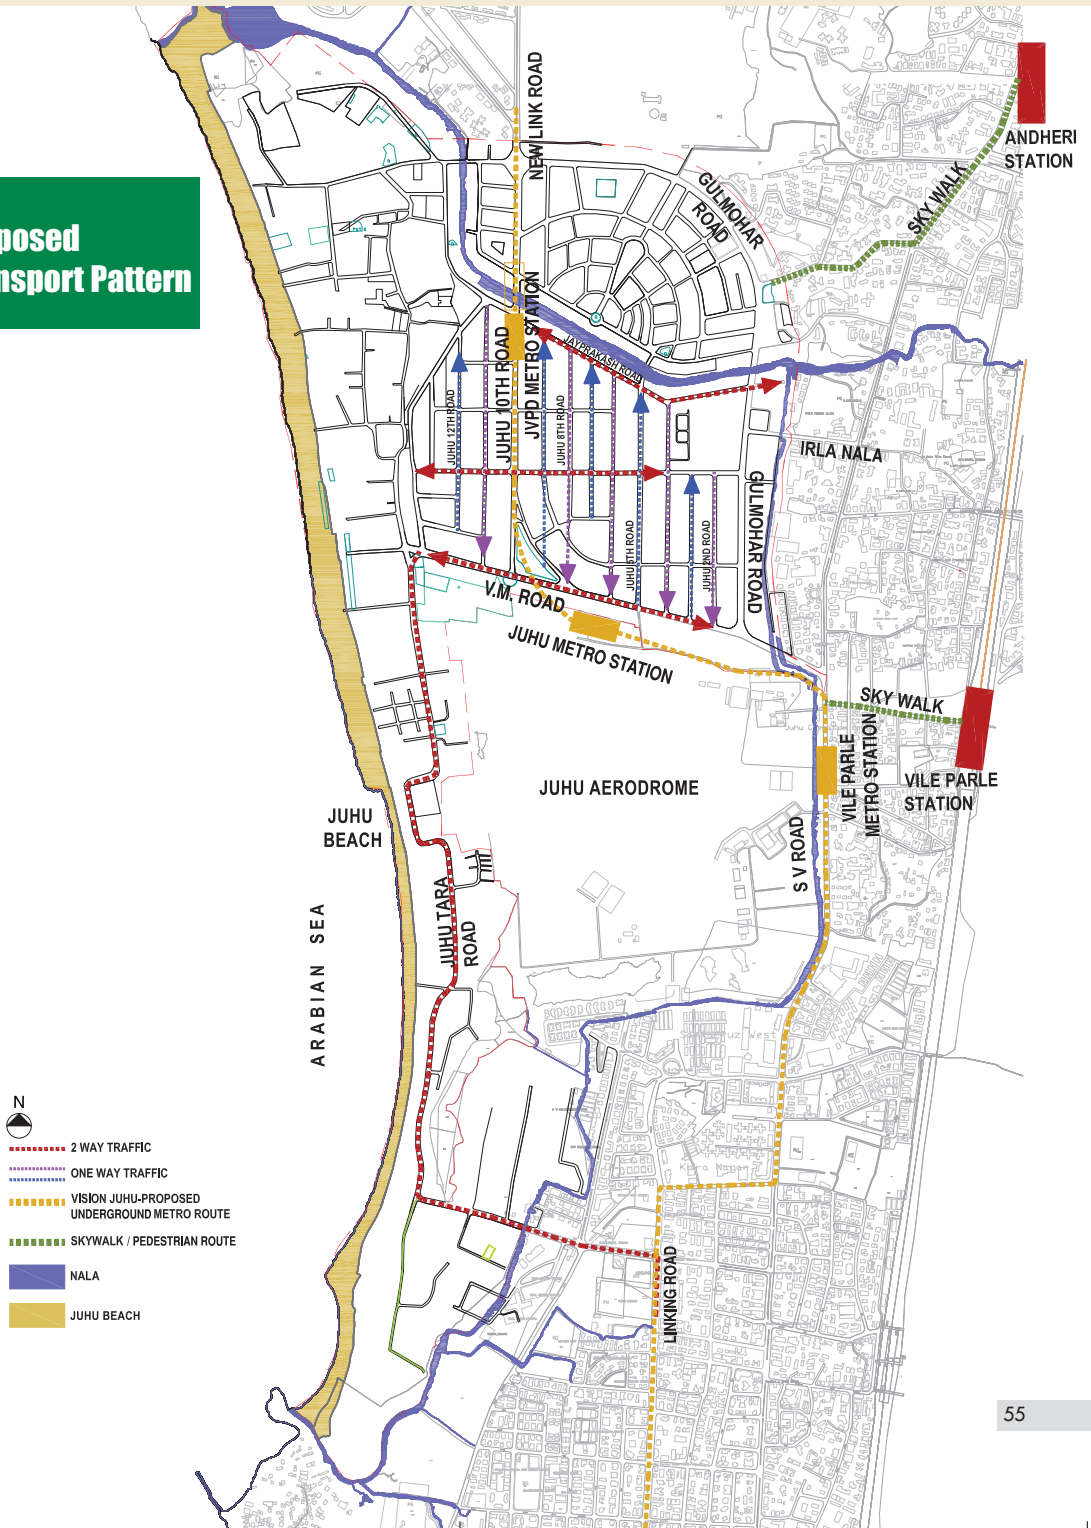 posed
nsport Pattern
NEW LINK ROAD
ANDHERI
STATION
SKY WALK
GULMOHAR
ROAD
JUHU 10TH ROAD
JVPD METRO STATION
JAYPRAKASH ROAD
JUHU 12TH ROAD
JUHU 8TH ROAD
IRLA NALA
GULMOHAR ROAD
JUHU 5TH ROAD
JUHU 2ND ROAD
V.M. ROAD
JUHU METRO STATION
SKY WALK
VILE PARLE
METRO STATION
VILE PARLE
STATION
JUHU AERODROME
JUHU
BEACH
S V ROAD
JUHU TARA
ROAD
ARABIAN SEA
LINKING ROAD
N
2 WAY TRAFFIC
ONE WAY TRAFFIC
VISION JUHU-PROPOSED
UNDERGROUND METRO ROUTE
SKYWALK / PEDESTRIAN ROUTE
NALA
JUHU BEACH
55